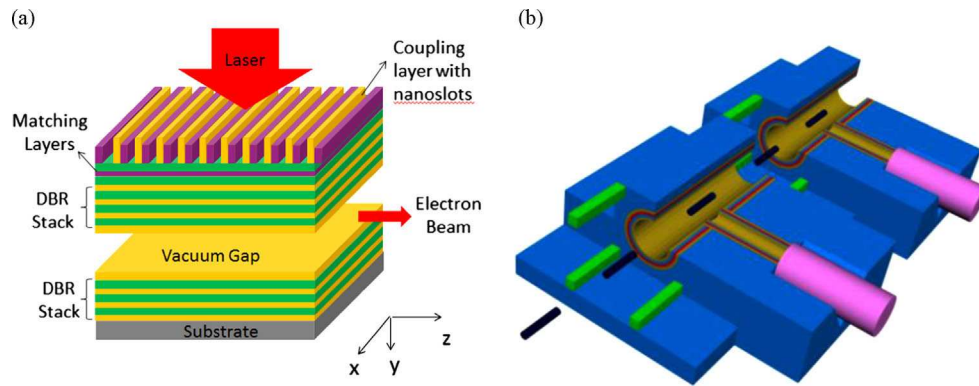 (a)
(b)
Laser
Coupling
layer with
nanoslots
Matching
Layers
DBR
Stack
Electron
Beam
Vacuum Gap
DBR
Stack
Substrate
x
y
z